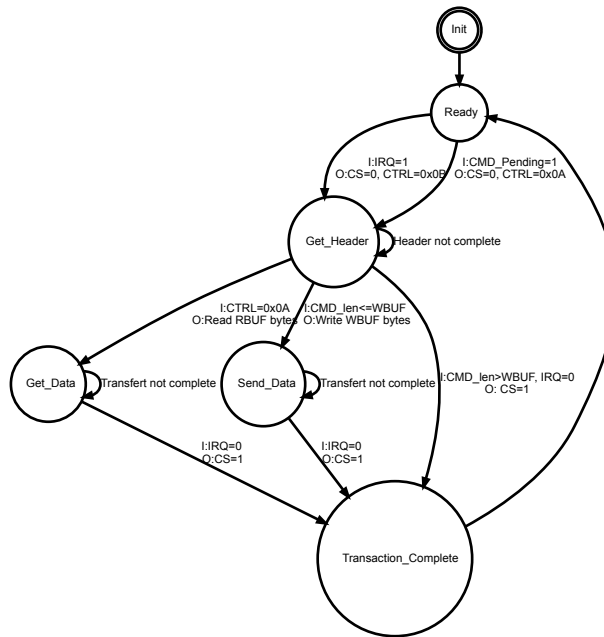 Init
Ready
I:IRQ=1
O:CS=0, CTRL=0x0B
I:CMD_Pending=1
O:CS=0, CTRL=0x0A
Get_Header
Header not complete
I:CTRL=0x0A
O:Read RBUF bytes
I:CMD_len<=WBUF
O:Write WBUF bytes
Get_Data
Transfert not complete
Send_Data
Transfert not complete
I:CMD_len>WBUF, IRQ=0
O: CS=1
I:IRQ=0
O:CS=1
I:IRQ=0
O:CS=1
Transaction_Complete